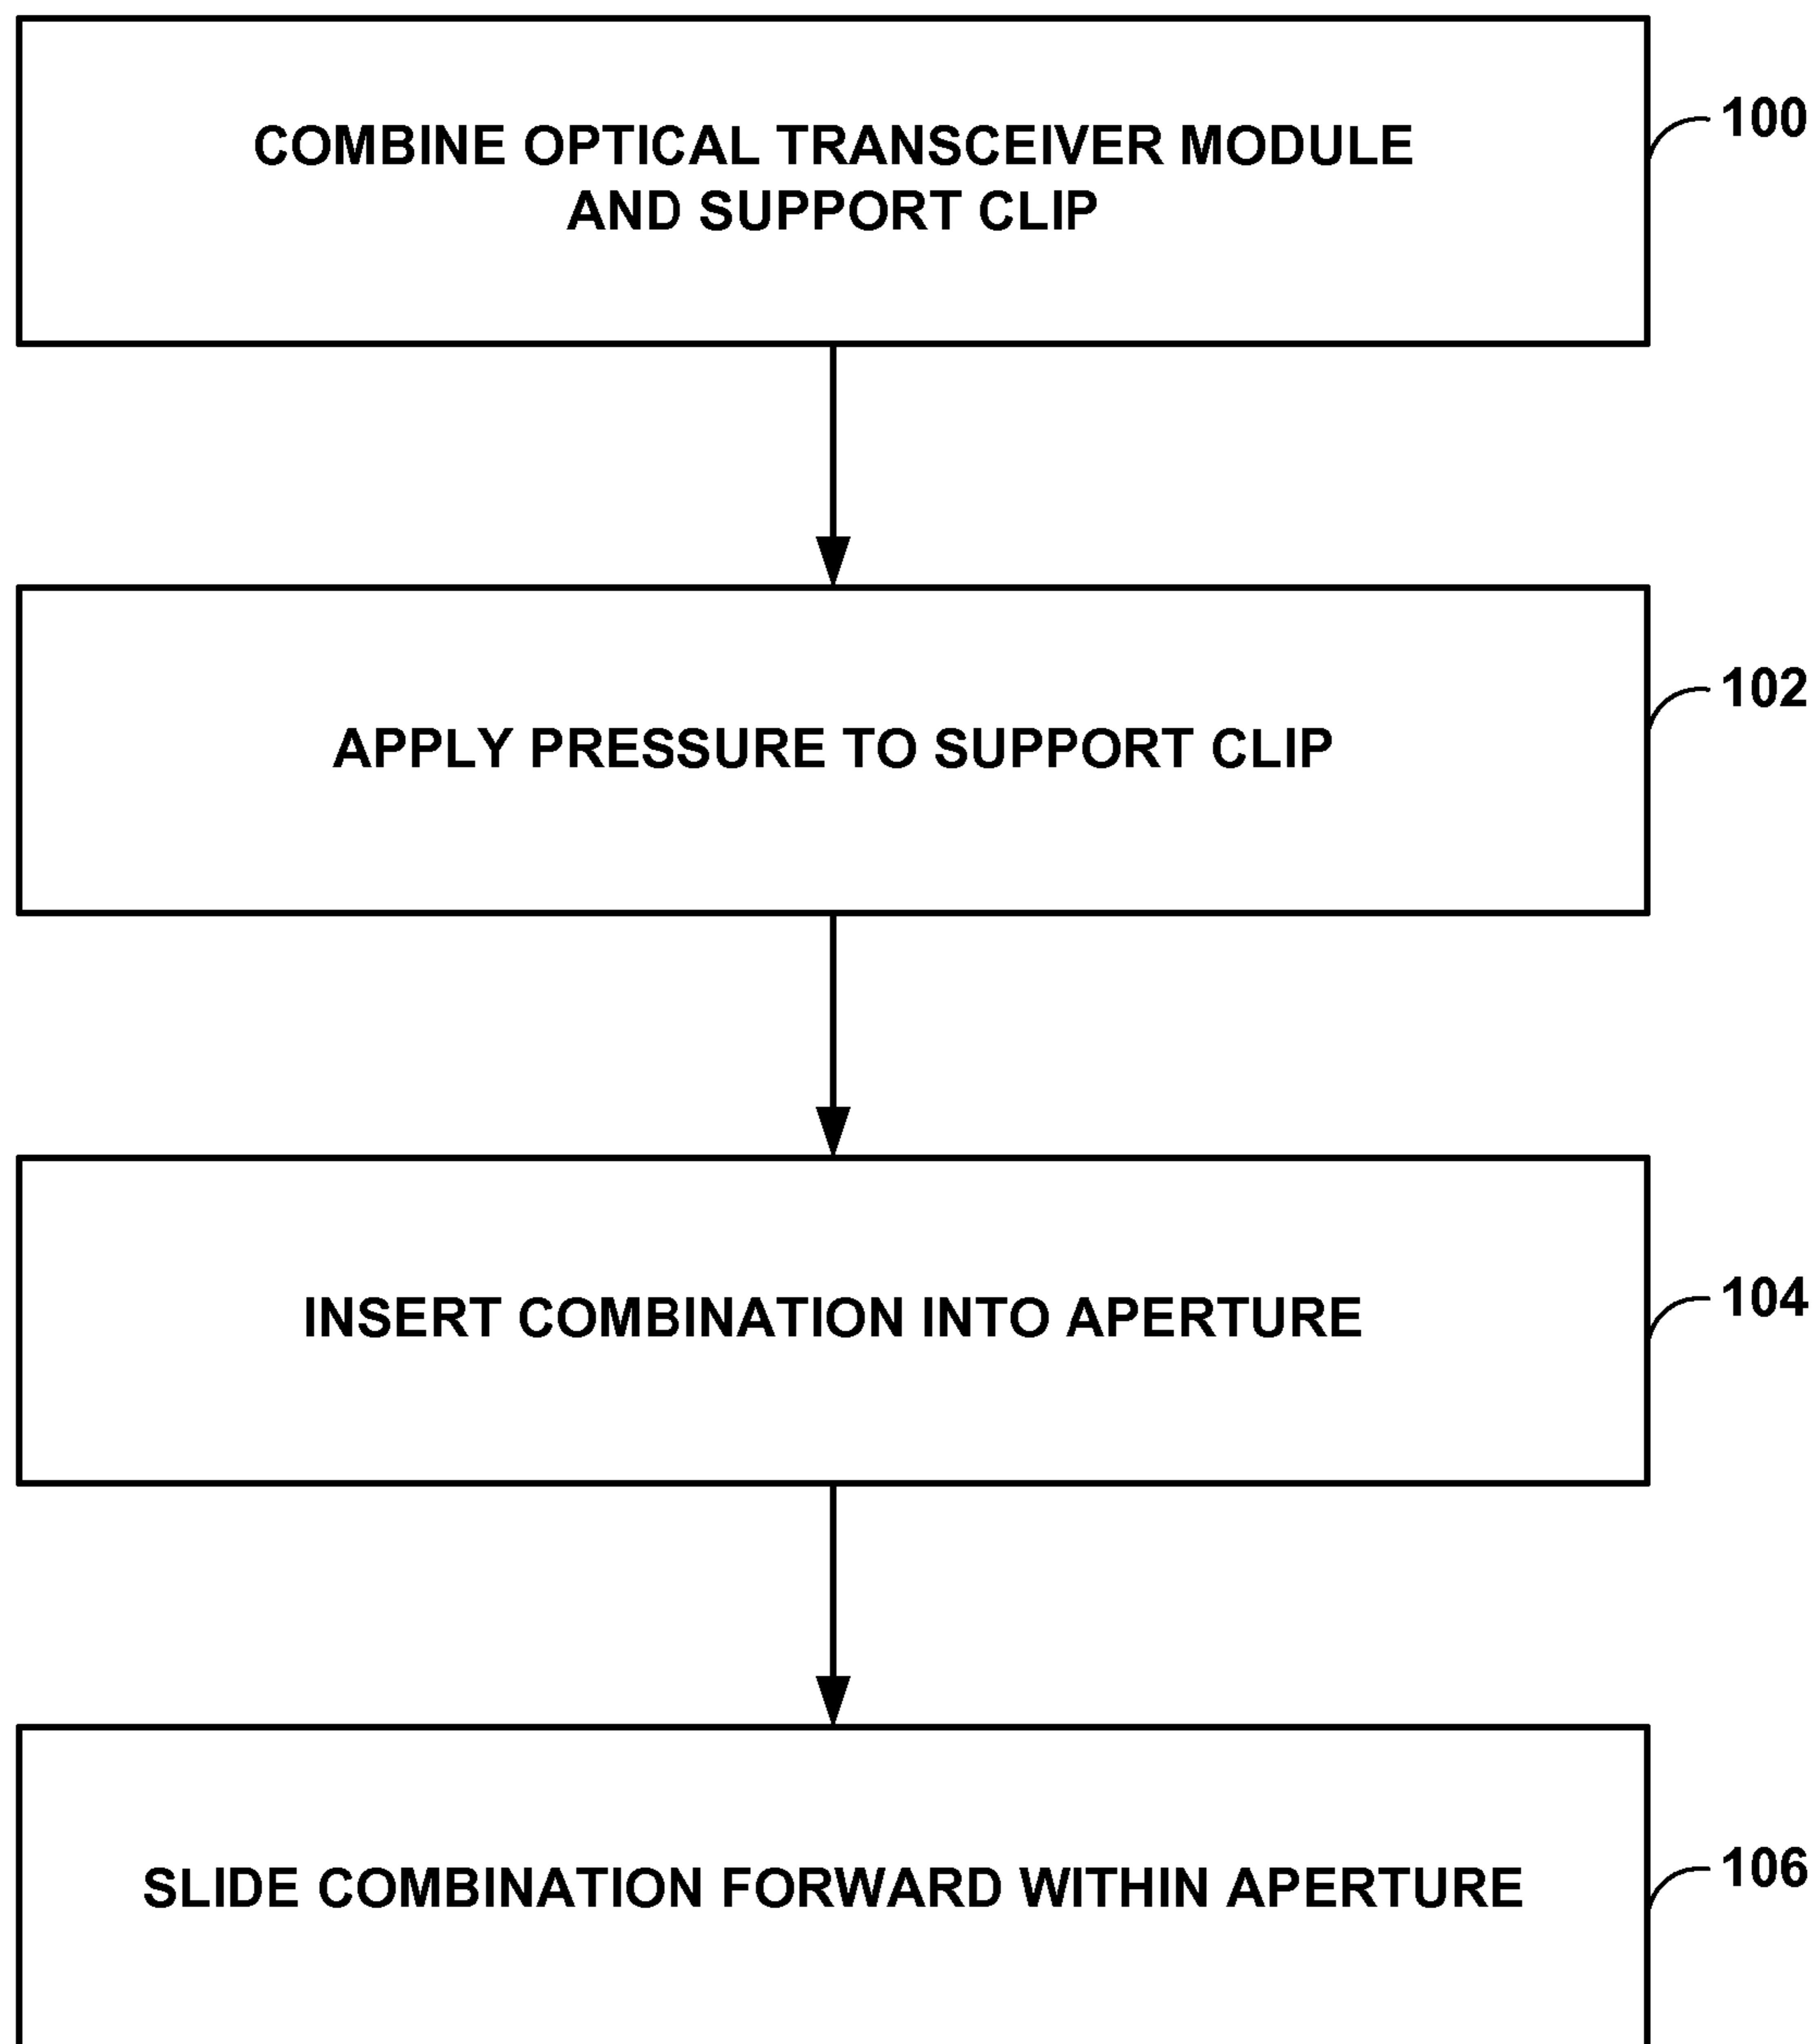 COMBINE OPTICAL TRANSCEIVER MODULE
AND SUPPORT CLIP
100
APPLY PRESSURE TO SUPPORT CLIP
102
INSERT COMBINATION INTO APERTURE
104
SLIDE COMBINATION FORWARD WITHIN APERTURE
106